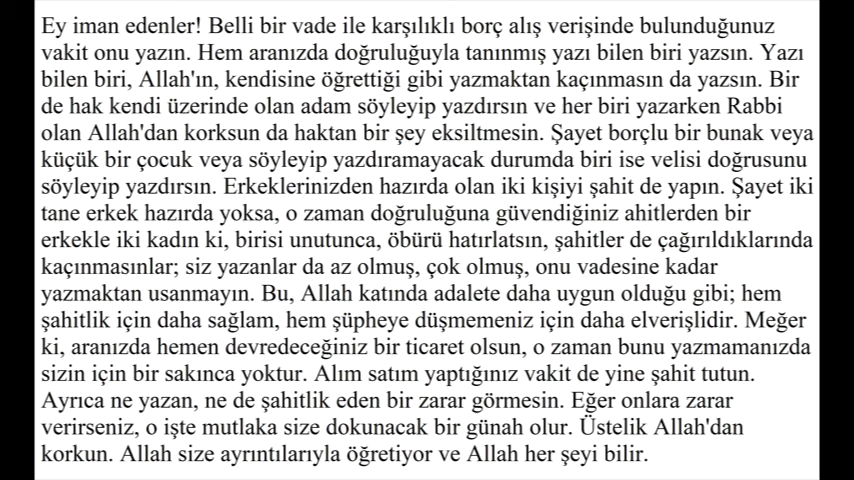 Ey iman edenler! Belli bir vade ile karşılıklı borç alış verişinde bulunduğunuz
vakit onu yazın. Hem aranızda doğruluğuyla tanınmış yazı bilen biri yazsın. Yazı
bilen biri, Allah'ın, kendisine öğrettiği gibi yazmaktan kaçınmasın da yazsın. Bir
de hak kendi üzerinde olan adam söyleyip yazdırsın ve her biri yazarken Rabbi
olan Allah'dan korksun da haktan bir şey eksiltmesin. Şayet borçlu bir bunak veya
küçük bir çocuk veya söyleyip yazdıramayacak durumda biri ise velisi doğrusunu
söyleyip yazdırsın. Erkeklerinizden hazırda olan iki kişiyi şahit de yapın. Şayet iki
tane erkek hazırda yoksa, o zaman doğruluğuna güvendiğiniz ahitlerden bir
erkekle iki kadın ki, birisi unutunca, öbürü hatırlatsın, şahitler de çağırıldıklarında
kaçınmasınlar; siz yazanlar da az olmuş, çok olmuş, onu vadesine kadar
yazmaktan usanmayın. Bu, Allah katında adalete daha uygun olduğu gibi; hem
şahitlik için daha sağlam, hem şüpheye düşmemeniz için daha elverişlidir. Meğer
ki, aranızda hemen devredeceğiniz bir ticaret olsun, o zaman bunu yazmamanızda
sizin için bir sakınca yoktur. Alım satım yaptığınız vakit de yine şahit tutun.
Ayrıca ne yazan, ne de şahitlik eden bir zarar görmesin. Eğer onlara zarar
verirseniz, o işte mutlaka size dokunacak bir günah olur. Üstelik Allah'dan
korkun. Allah size ayrıntılarıyla öğretiyor ve Allah her şeyi bilir.